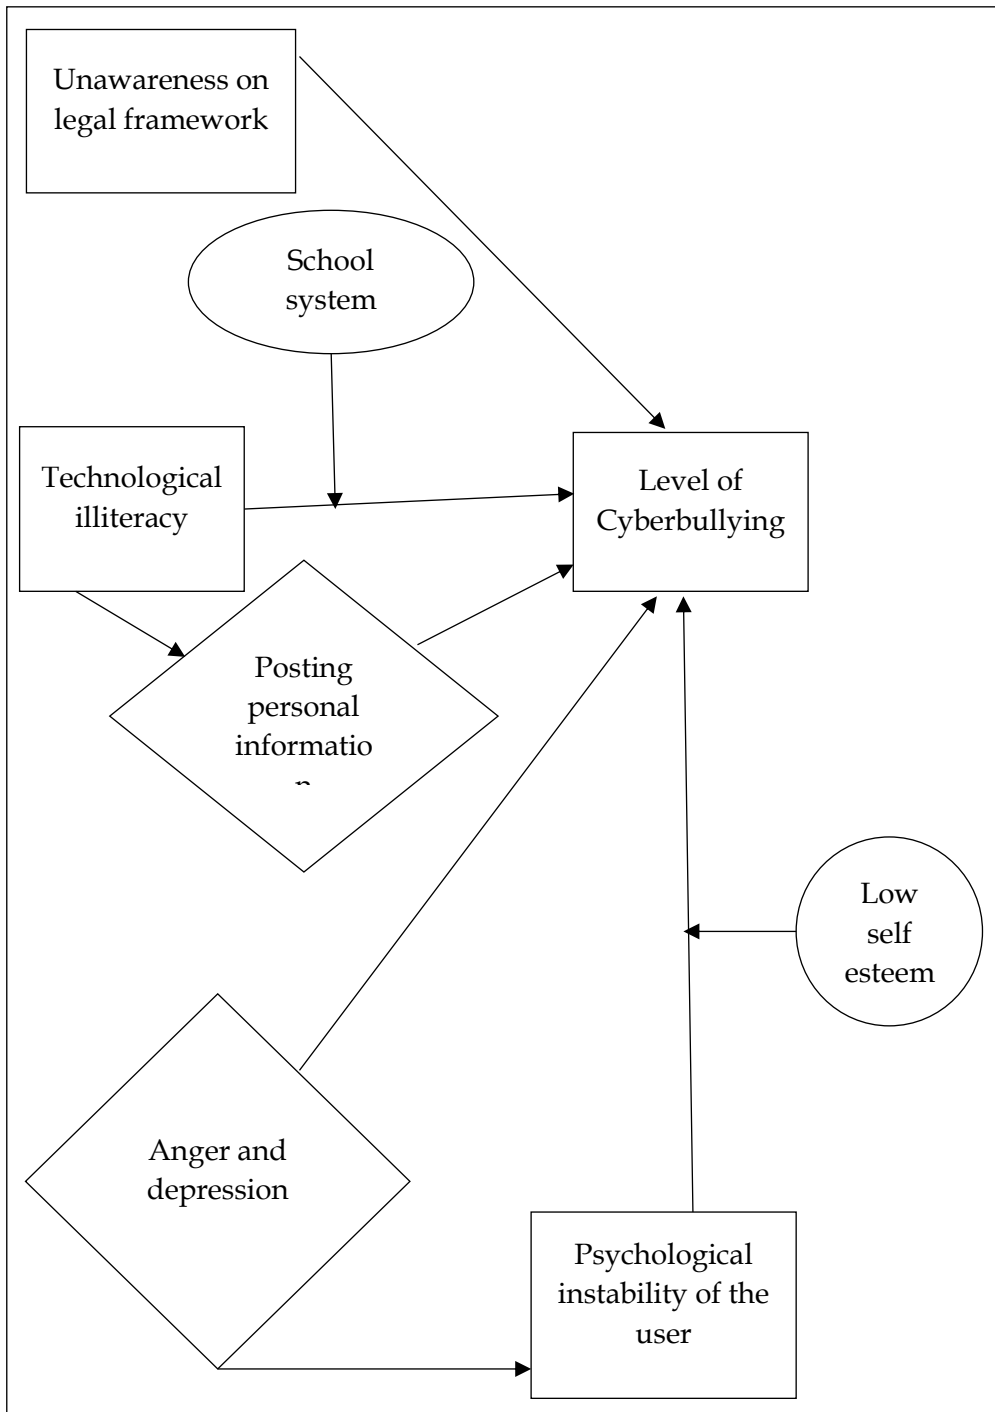 Unawareness on
legal framework
School
system
Technological
illiteracy
Level of
Cyberbullying
Posting
personal
informatio
n
Low
self
esteem
Anger and
depression
Psychological
instability of the
user